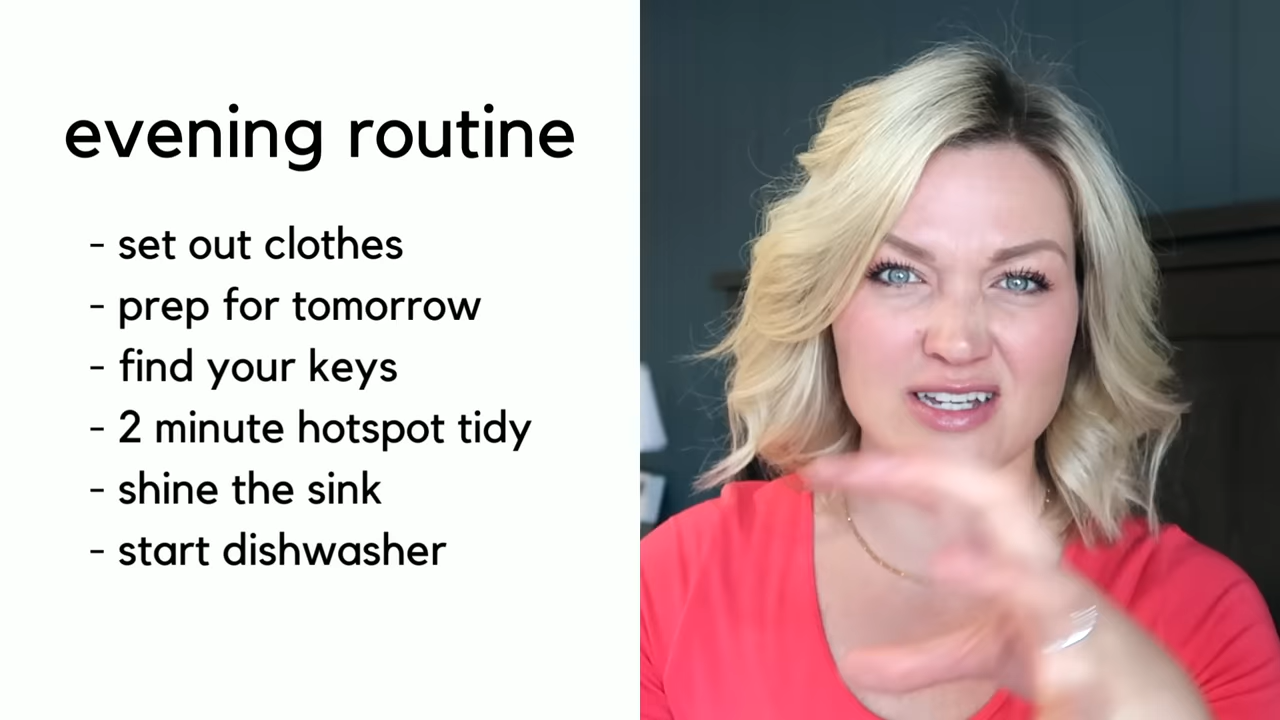 evening routine
- set out clothes
- prep for tomorrow
- find your keys
- 2 minute hotspot tidy
- shine the sink
- start dishwasher